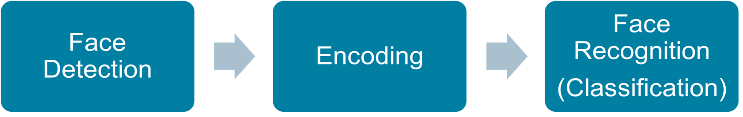 Face
Detection
Encoding
Face
Recognition
(Classification)